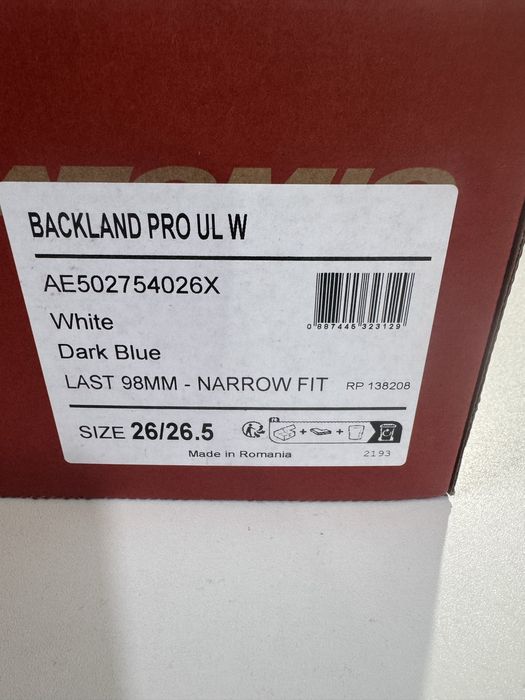 ATOMIC
BACKLAND PRO UL W
AE502754026X
White
Dark Blue
LAST 98MM - NARROW FIT RP 138208
0 887445 323129
SIZE 26/26.5
Made in Romania 2193